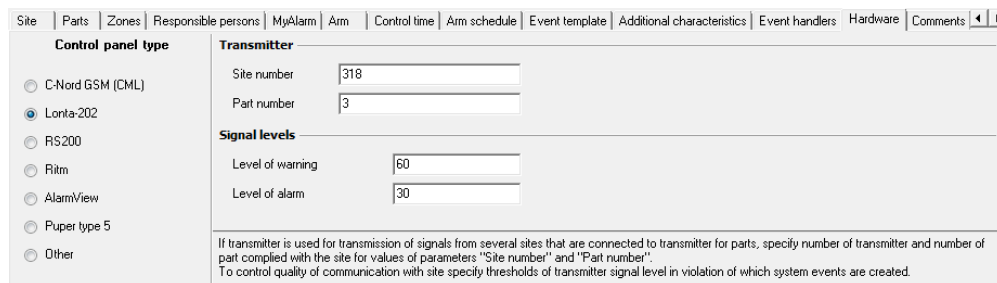 Site Parts Zones Responsible persons MyAlarm Arm Control time Arm schedule Event template Additional characteristics Event handlers Hardware Comments
Control panel type
C-Nord GSM (CML)
Lonta-202
RS200
Ritm
AlarmView
Puper type 5
Other
Transmitter
Site number 318
Part number 3
Signal levels
Level of warning 60
Level of alarm 30
If transmitter is used for transmission of signals from several sites that are connected to transmitter for parts, specify number of transmitter and number of
part complied with the site for values of parameters "Site number" and "Part number".
To control quality of communication with site specify thresholds of transmitter signal level in violation of which system events are created.